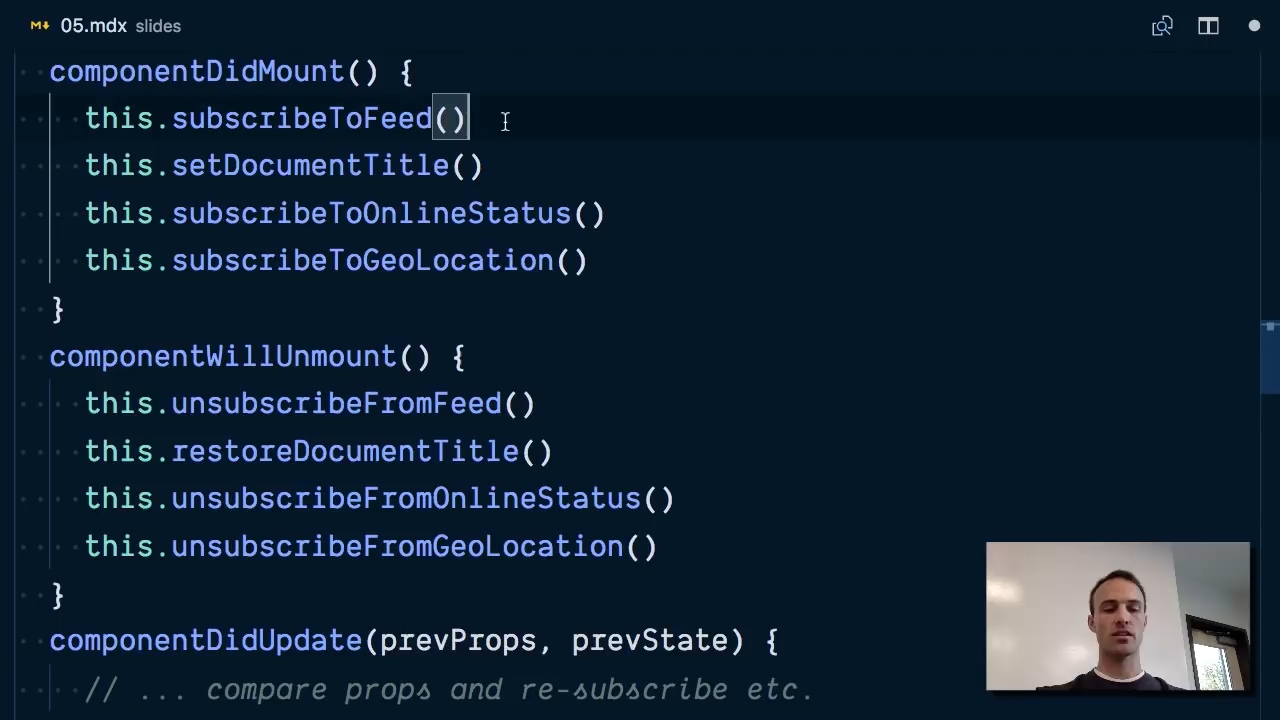 05.mdx slides
componentDidMount() {
this.subscribeToFeed()
this.setDocumentTitle()
this.subscribeToOnlineStatus()
this.subscribeToGeoLocation()
}
componentWillUnmount() {
this.unsubscribeFromFeed()
this.restoreDocumentTitle()
this.unsubscribeFromOnlineStatus()
this.unsubscribeFromGeoLocation()
}
componentDidUpdate(prevProps, prevState) {
// ... compare props and re-subscribe etc.